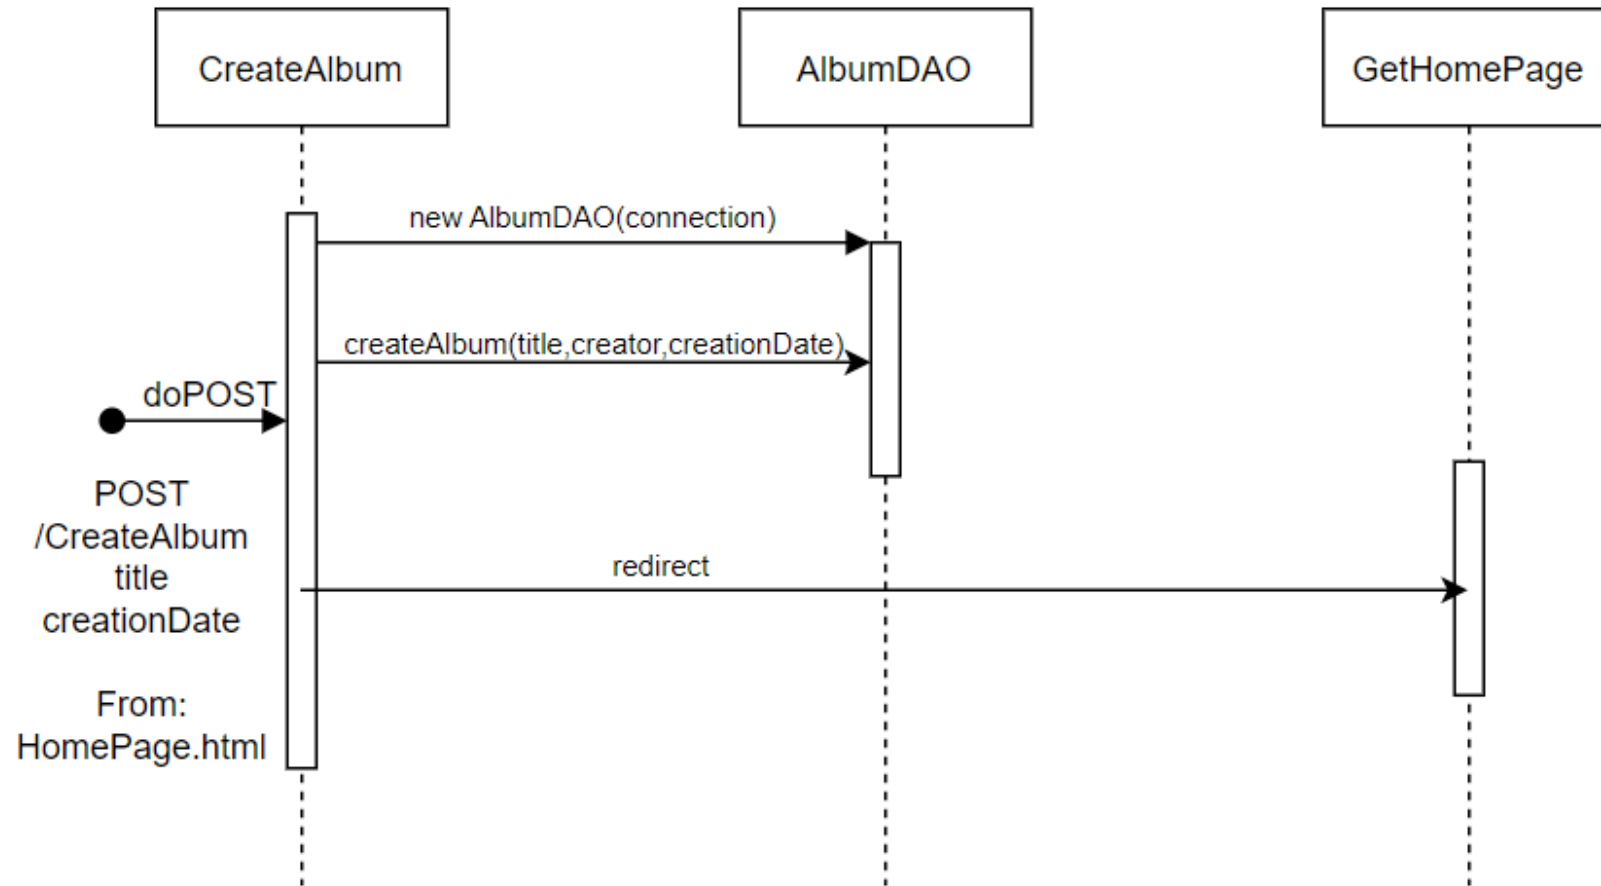 CreateAlbum
AlbumDAO
GetHomePage
new AlbumDAO(connection)
createAlbum(title,creator,creationDate)
doPOST
POST
/CreateAlbum
title
creationDate
redirect
From:
HomePage.html